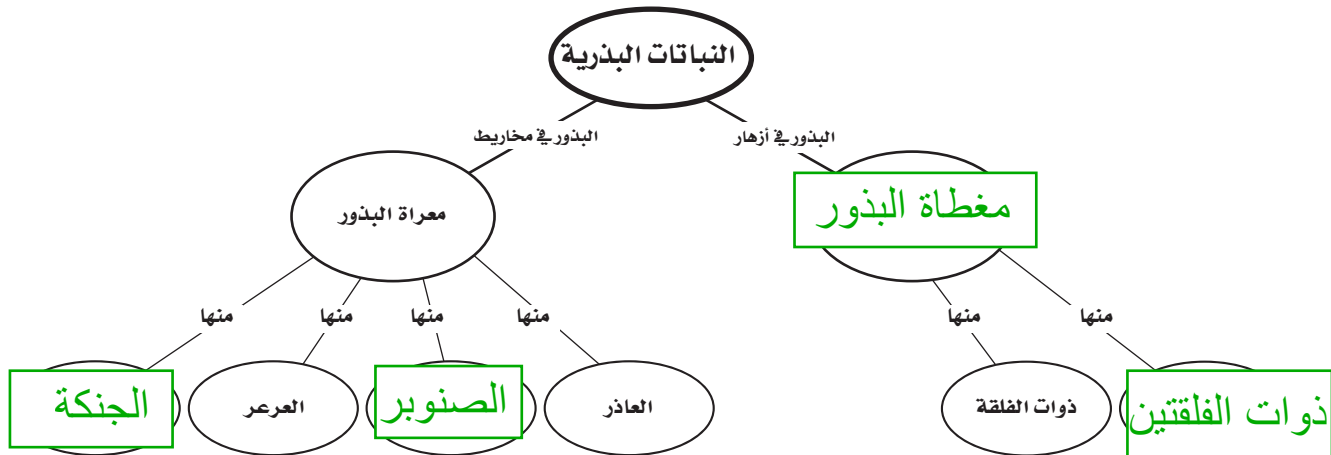 النباتات البذرية
البذور في أزهار
البذور في مخاريط
مغطاة البذور
معراة البذور
منها
منها
منها
منها
منها
منها
ذوات الفلقتين
ذوات الفلقة
العاذر
الصنوبر
العرعر
الجنكة